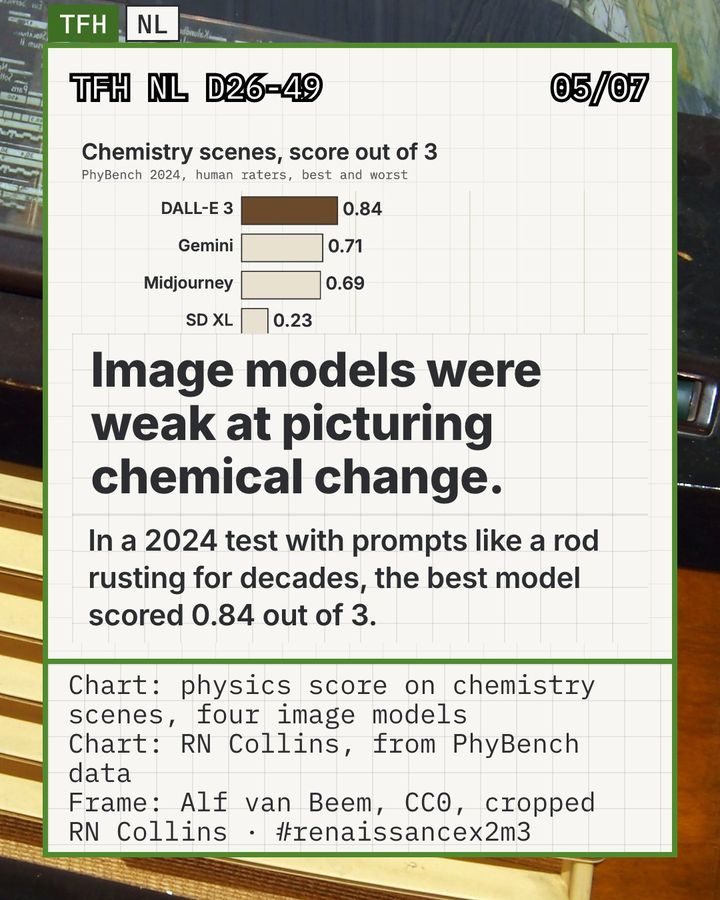 TFH NL
TFH NL D26-49 05/07
Chemistry scenes, score out of 3
PhyBench 2024, human raters, best and worst
DALL-E 3 0.84
Gemini 0.71
Midjourney 0.69
SD XL 0.23
Image models were
weak at picturing
chemical change.
In a 2024 test with prompts like a rod
rusting for decades, the best model
scored 0.84 out of 3.
Chart: physics score on chemistry
scenes, four image models
Chart: RN Collins, from PhyBench
data
Frame: Alf van Beem, CC0, cropped
RN Collins · #renaissancex2m3